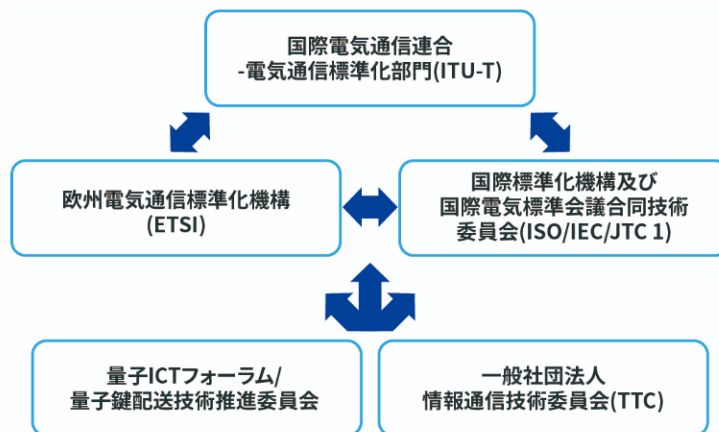 国際電気通信連合
-電気通信標準化部門(ITU-T)
欧州電気通信標準化機構
(ETSI)
国際標準化機構及び
国際電気標準会議合同技術
委員会(ISO/IEC/JTC 1)
量子ICTフォーラム/
量子鍵配送技術推進委員会
一般社団法人
情報通信技術委員会(TTC)